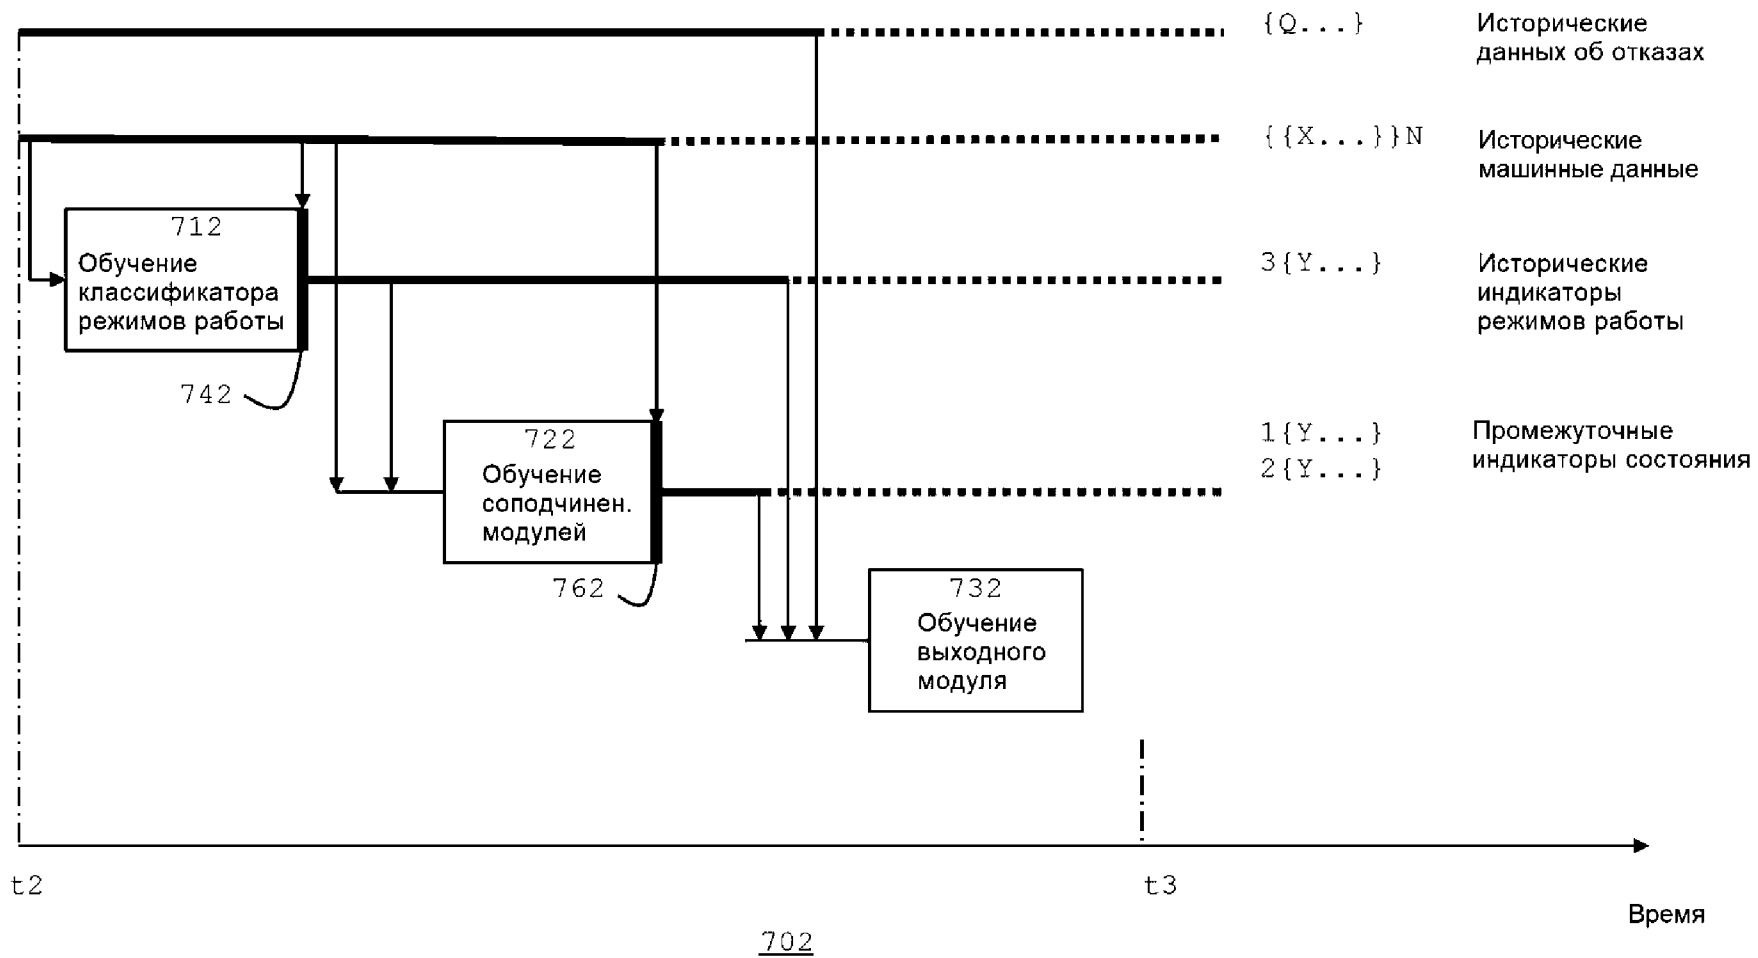 {Q...}
Исторические
данных об отказах
{{X...}}N
Исторические
машинные данные
712
Обучение
классификатора
режимов работы
3{Y...}
Исторические
индикаторы
режимов работы
742
722
Обучение
соподчинен.
модулей
1{Y...}
2{Y...}
Промежуточные
индикаторы состояния
762
732
Обучение
выходного
модуля
t2
t3
Время
702